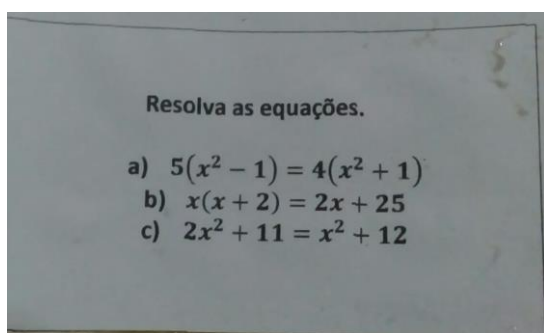 Resolva as equações.
a) 5(x² – 1) = 4(x² + 1)
b) x(x + 2) = 2x + 25
c) 2x² + 11 = x² + 12